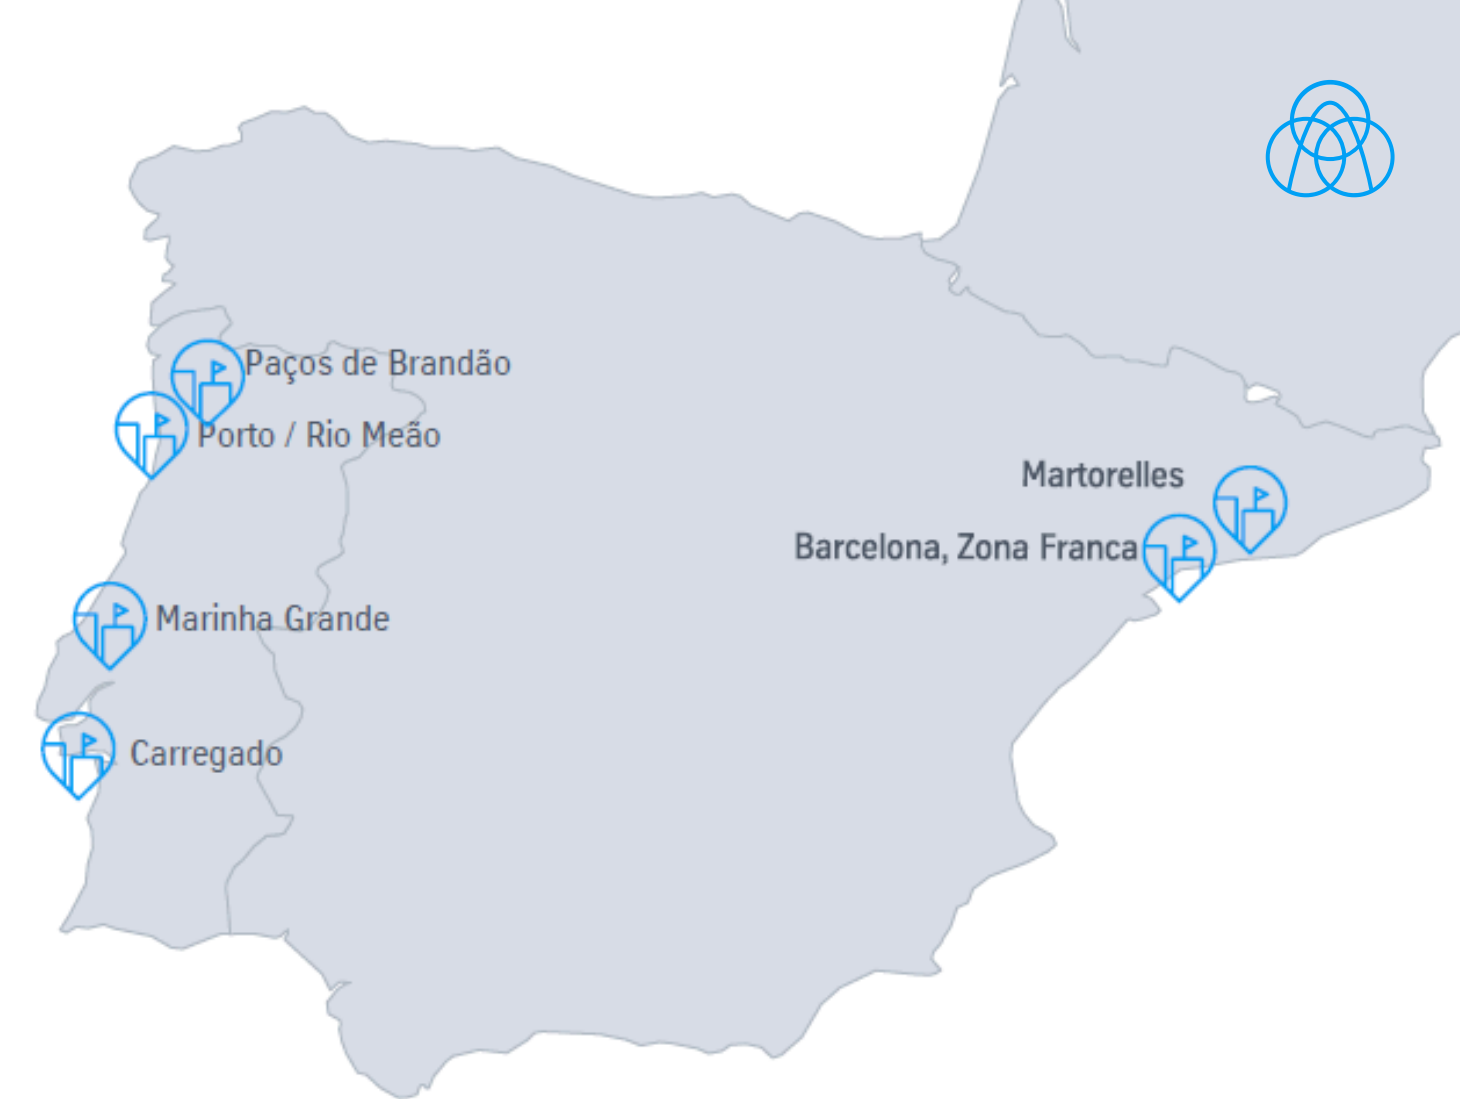 Paços de Brandão
Porto / Rio Meão
Martorelles
Barcelona, Zona Franca
Marinha Grande
Carregado